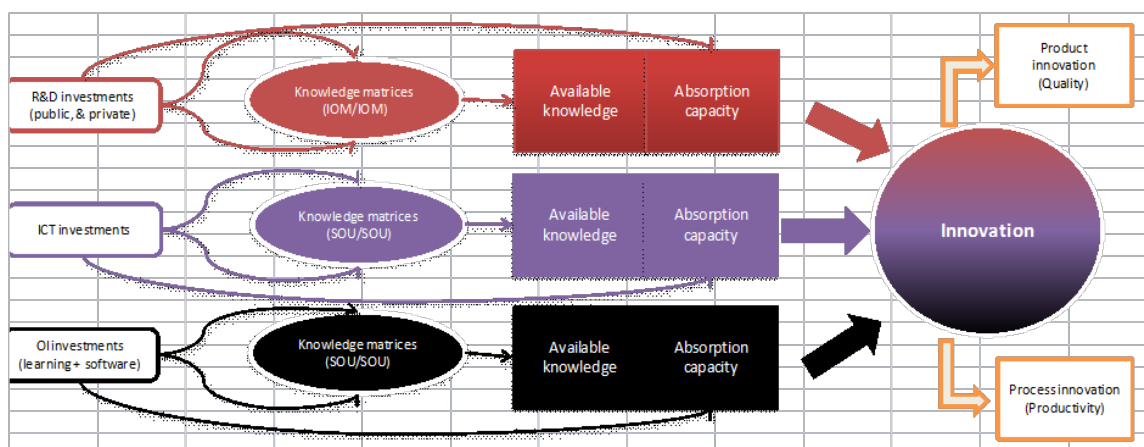 R&D investments
(public, & private)
Knowledge matrices
(IOM/IOM)
Available
knowledge
Absorption
capacity
Product
innovation
(Quality)
ICT investments
Knowledge matrices
(SOU/SOU)
Available
knowledge
Absorption
capacity
Innovation
OI investments
(learning + software)
Knowledge matrices
(SOU/SOU)
Available
knowledge
Absorption
capacity
Process innovation
(Productivity)